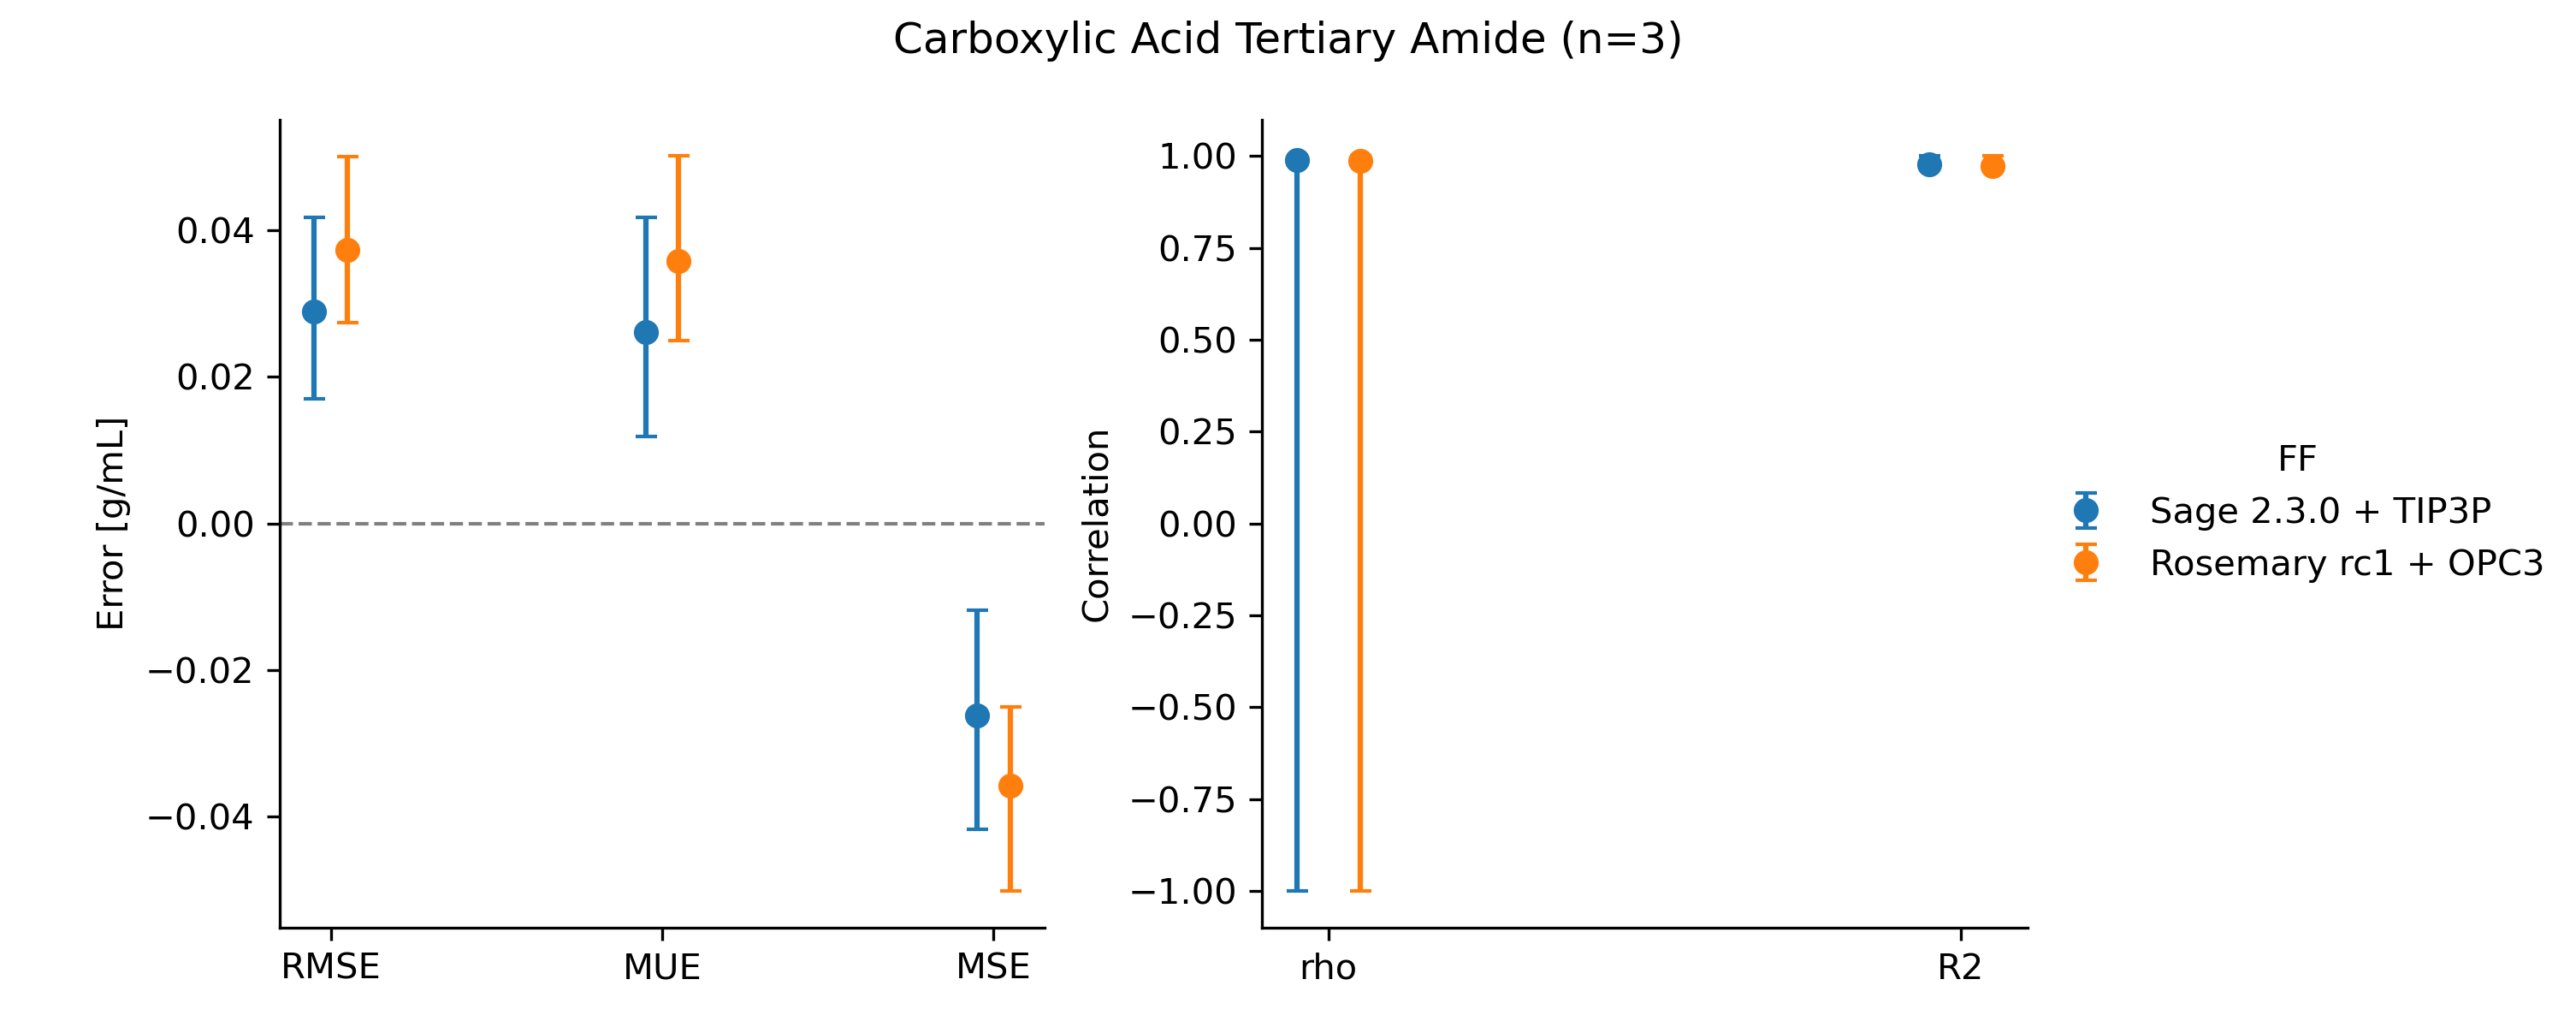 Carboxylic Acid Tertiary Amide (n=3)
Error [g/mL]
0.04
0.02
0.00
−0.02
−0.04
RMSE
MUE
MSE
Correlation
1.00
0.75
0.50
0.25
0.00
−0.25
−0.50
−0.75
−1.00
rho
R2
FF
Sage 2.3.0 + TIP3P
Rosemary rc1 + OPC3